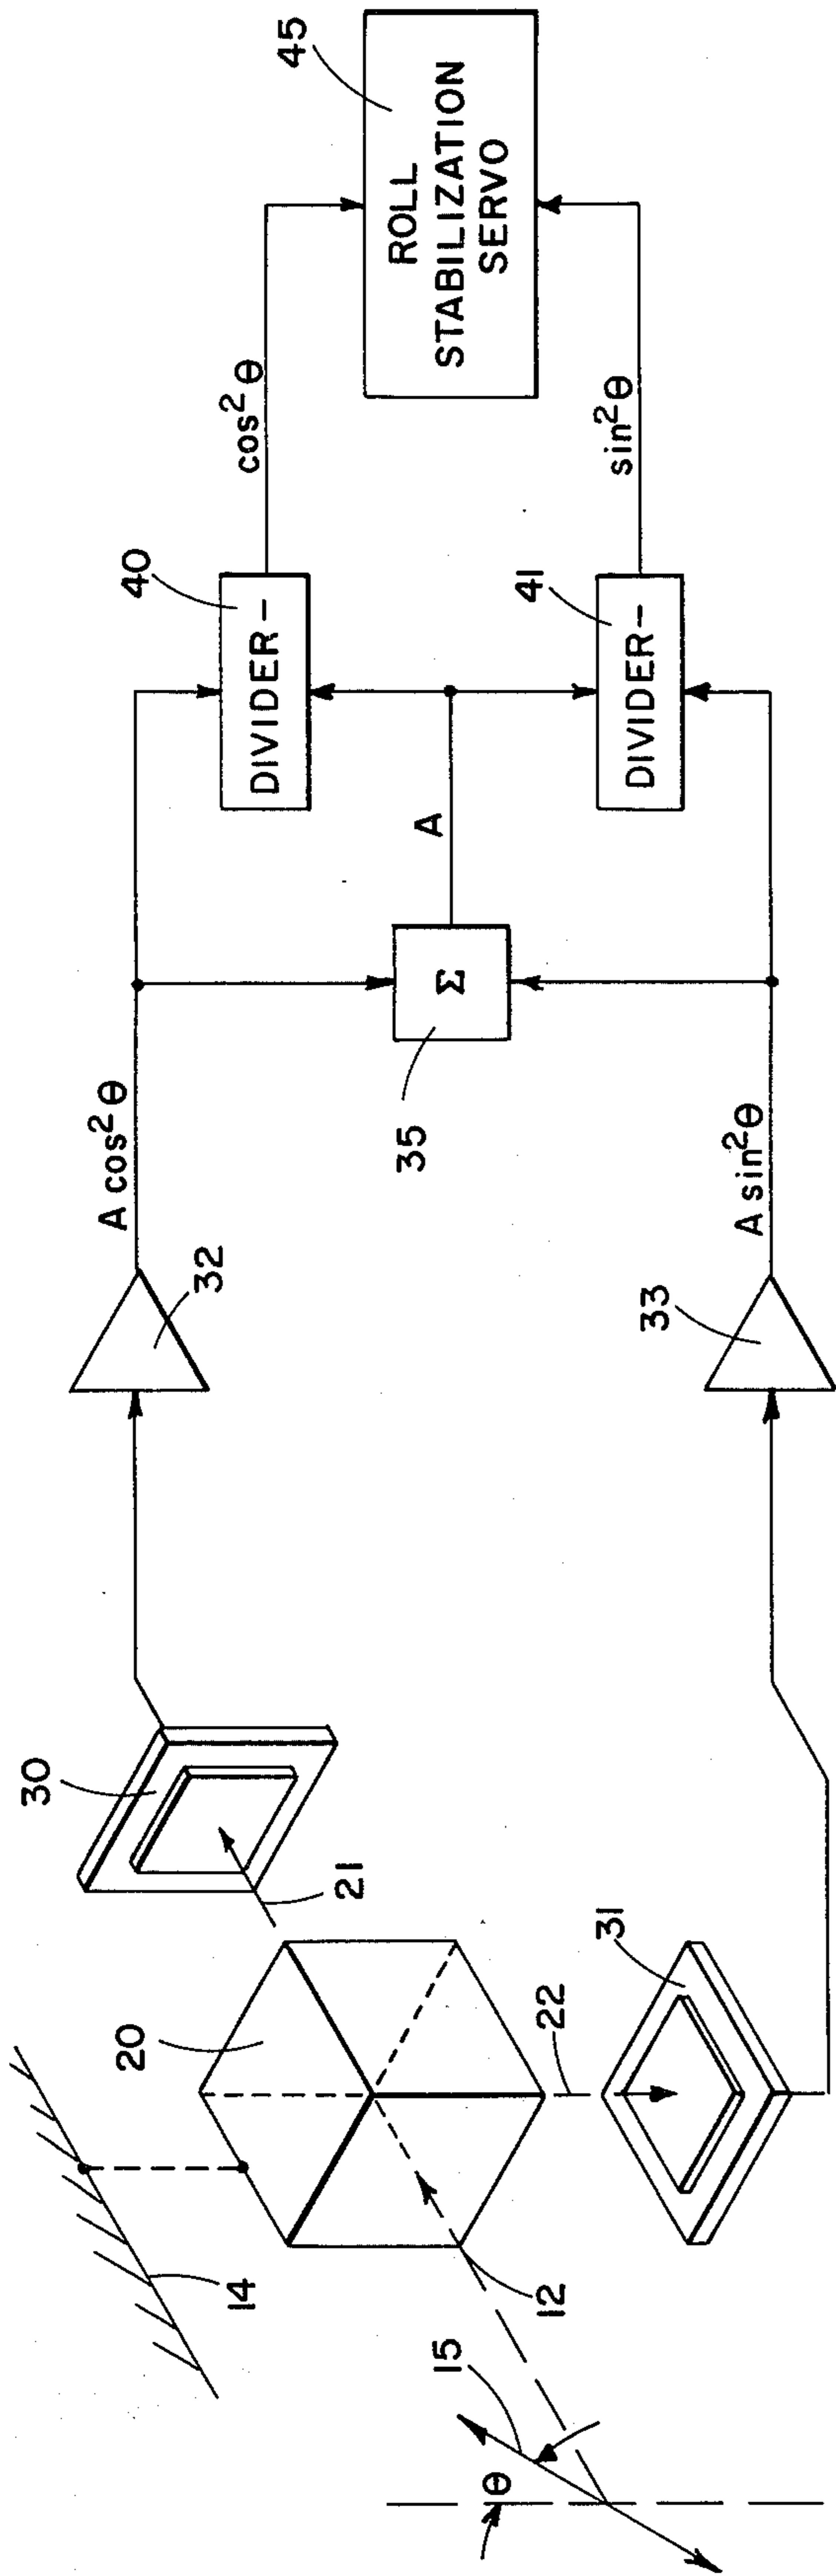 θ
15
12
14
20
22
21
30
31
32
33
A cos²θ
A sin²θ
35
Σ
A
40
DIVIDER-
41
DIVIDER-
cos²θ
sin²θ
45
ROLL
STABILIZATION
SERVO